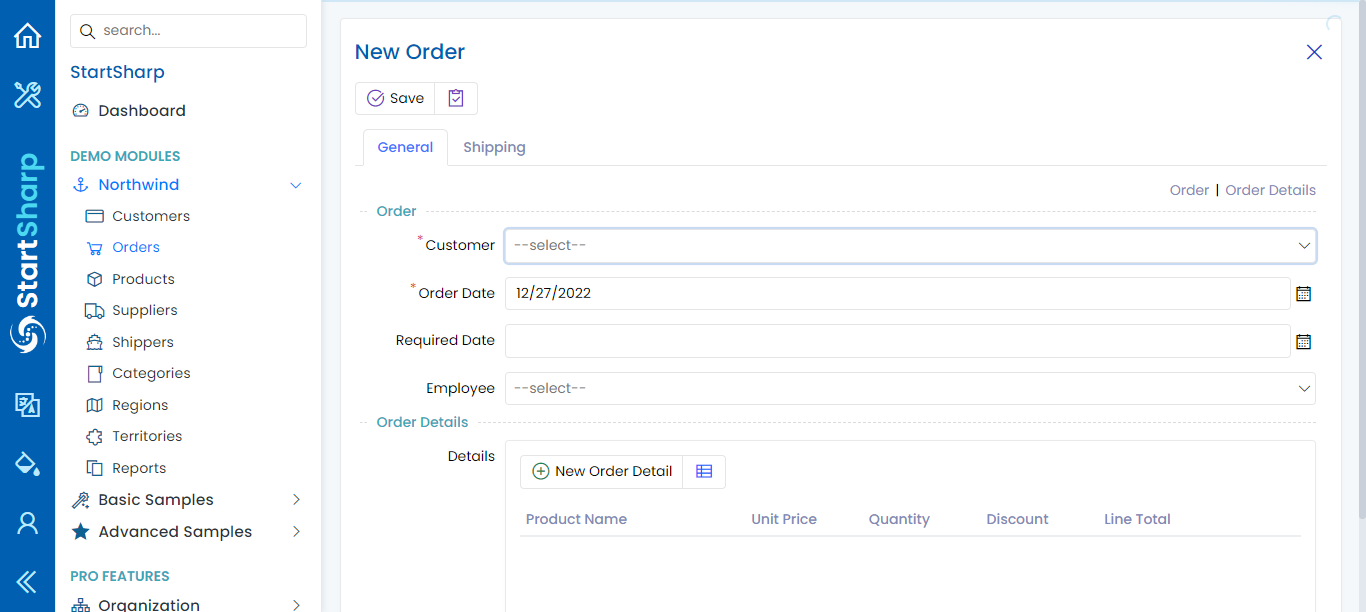 StartSharp
search...
StartSharp
Dashboard
DEMO MODULES
Northwind
Customers
Orders
Products
Suppliers
Shippers
Categories
Regions
Territories
Reports
Basic Samples
Advanced Samples
PRO FEATURES
Organization
New Order
Save
General Shipping
Order | Order Details
Order
* Customer --select--
* Order Date 12/27/2022
Required Date
Employee --select--
Order Details
Details
New Order Detail
Product Name Unit Price Quantity Discount Line Total